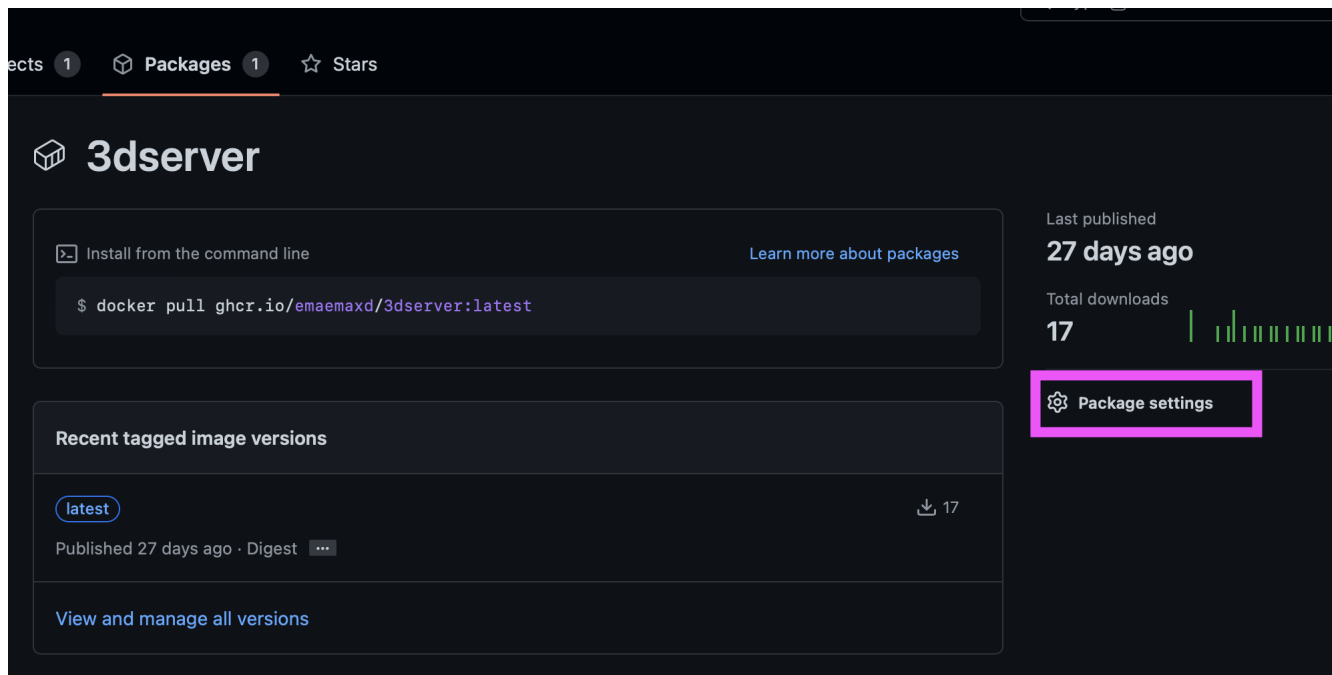 ects 1 Packages 1 Stars
3dserver
Install from the command line Learn more about packages
$ docker pull ghcr.io/emaemaxd/3dserver:latest
Last published
27 days ago
Total downloads
17
Package settings
Recent tagged image versions
latest 17
Published 27 days ago · Digest ...
View and manage all versions